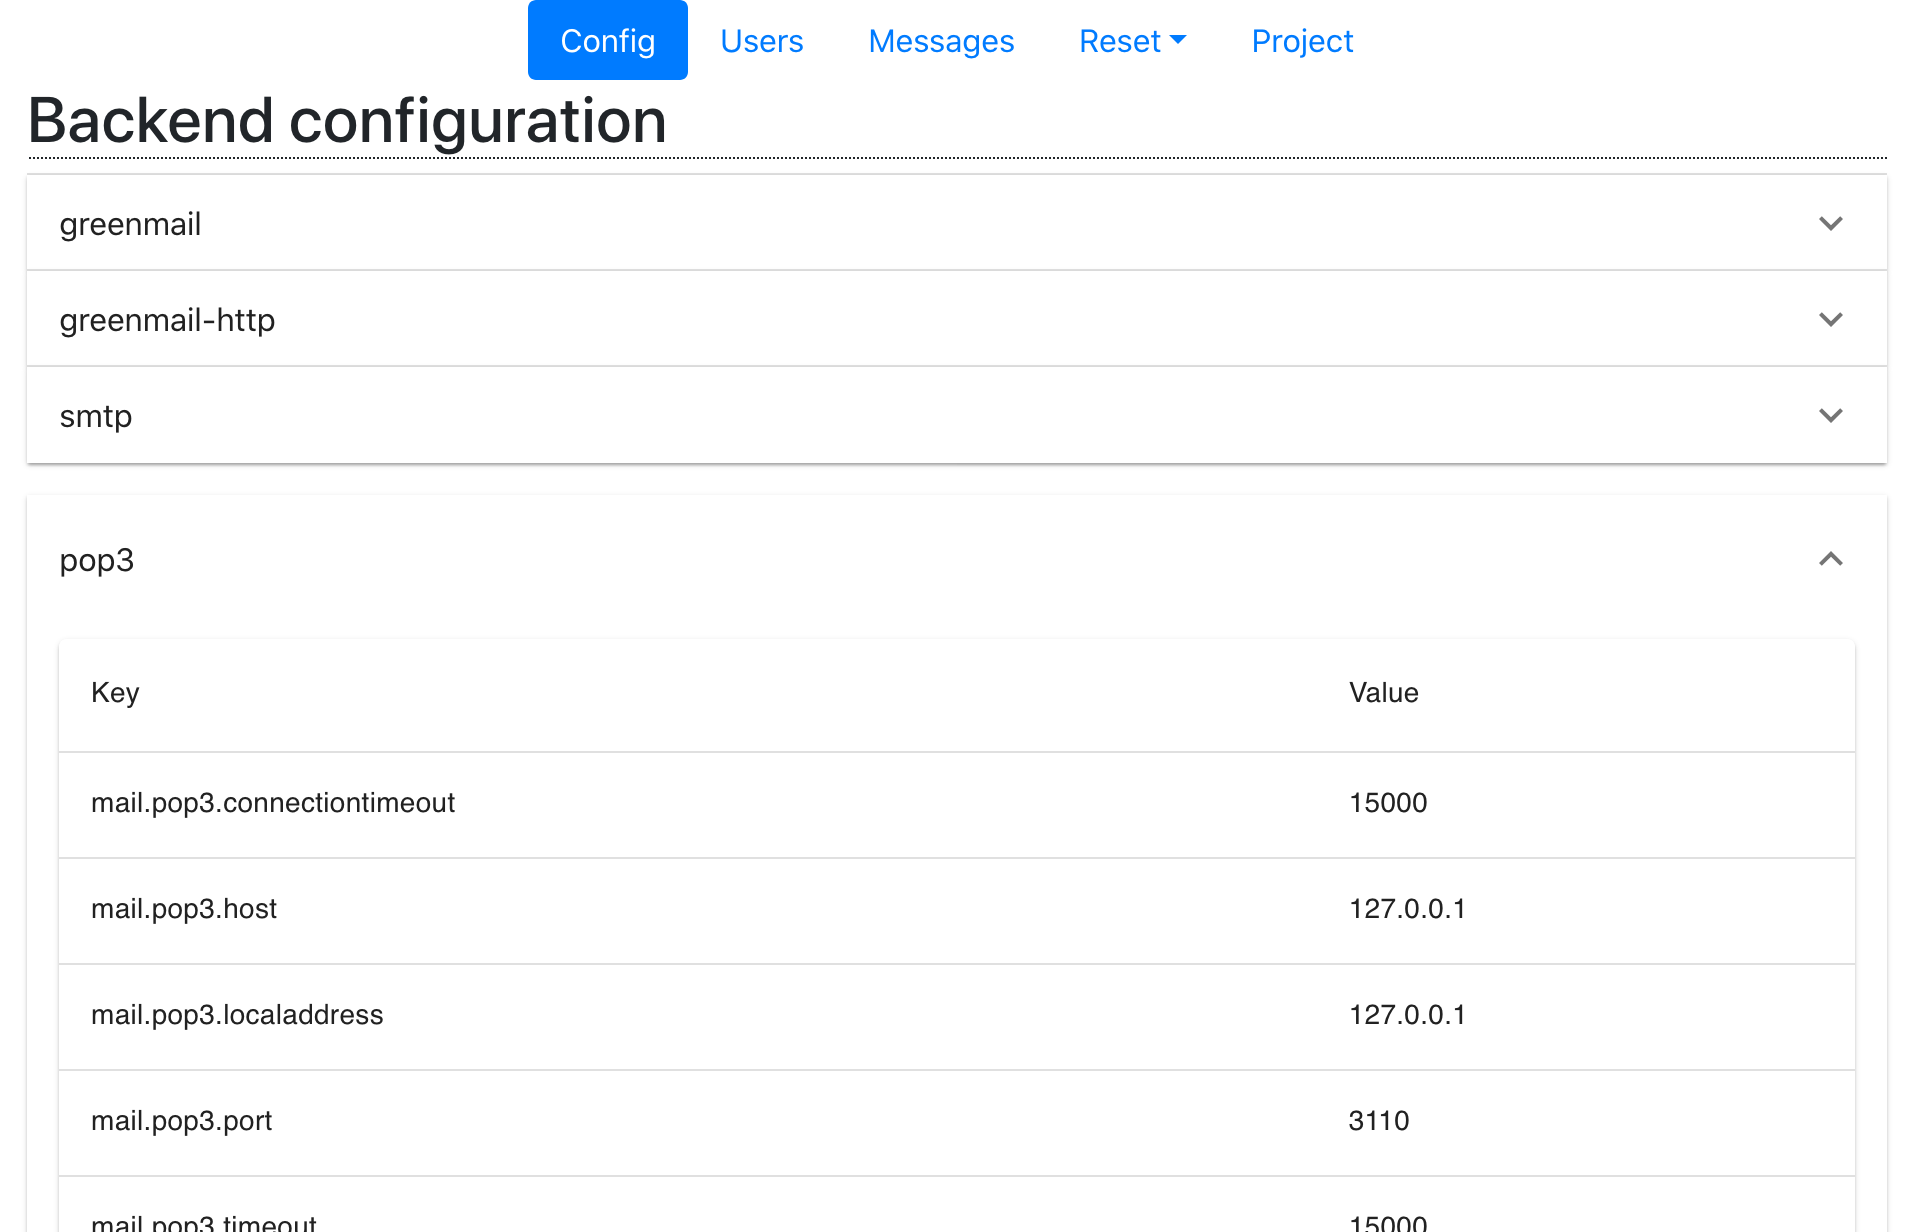 Config Users Messages Reset Project
Backend configuration
greenmail
greenmail-http
smtp
pop3
Key Value
mail.pop3.connectiontimeout 15000
mail.pop3.host 127.0.0.1
mail.pop3.localaddress 127.0.0.1
mail.pop3.port 3110
mail.pop3.timeout 15000